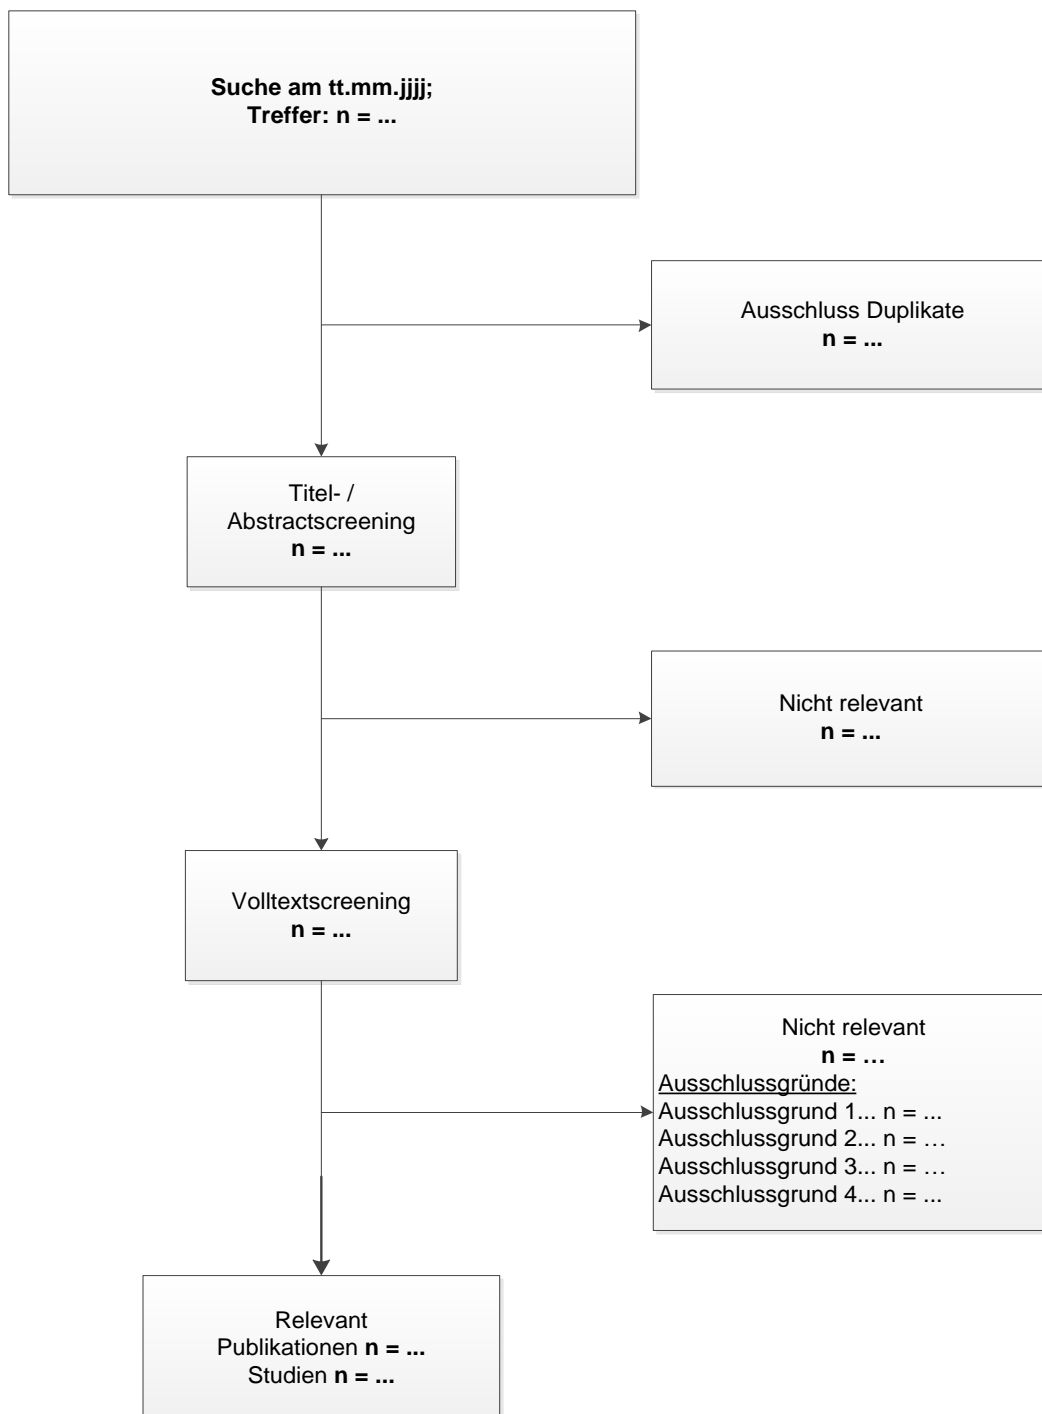 Suche am tt.mm.jjjj;
Treffer: n = ...
Ausschluss Duplikate
n = ...
Titel- /
Abstractscreening
n = ...
Nicht relevant
n = ...
Volltextscreening
n = ...
Nicht relevant
n = …
Ausschlussgründe:
Ausschlussgrund 1... n = ...
Ausschlussgrund 2... n = …
Ausschlussgrund 3... n = …
Ausschlussgrund 4... n = ...
Relevant
Publikationen n = ...
Studien n = ...